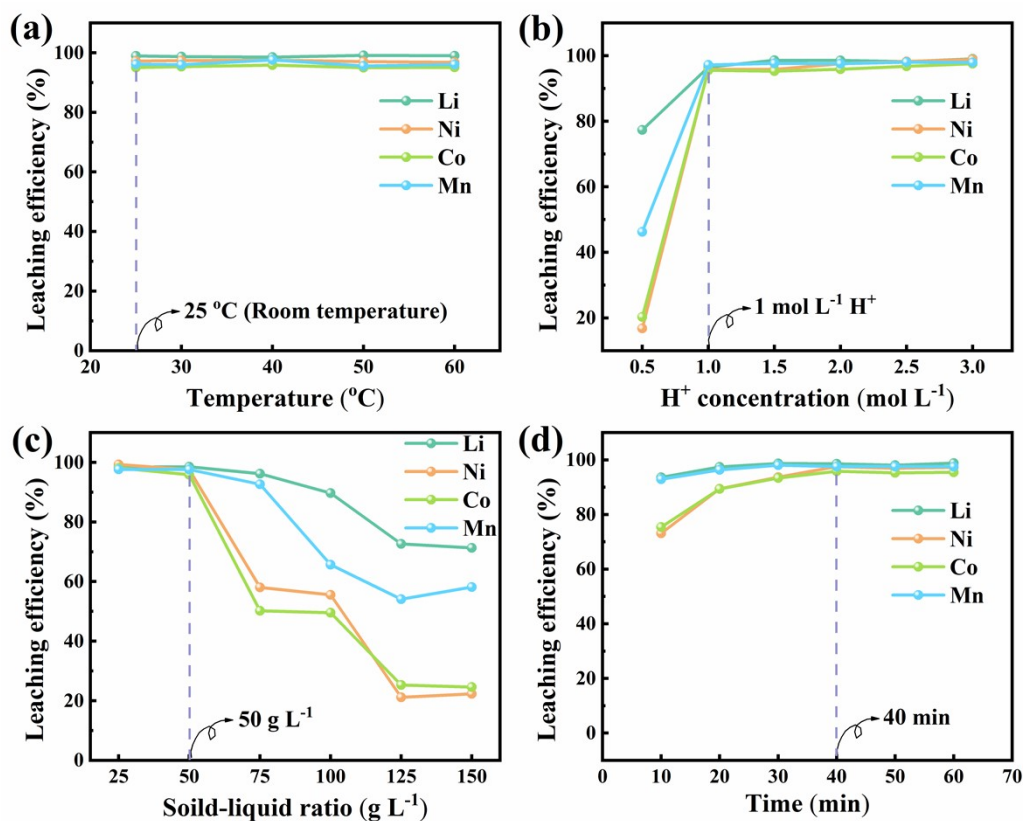 (a)
100
80
60
40
20
0
Leaching efficiency (%)
Li
Ni
Co
Mn
25 °C (Room temperature)
20
30
40
50
60
Temperature (°C)
(b)
100
80
60
40
20
Leaching efficiency (%)
Li
Ni
Co
Mn
1 mol L⁻¹ H⁺
0.5
1.0
1.5
2.0
2.5
3.0
H⁺ concentration (mol L⁻¹)
(c)
100
80
60
40
20
0
Leaching efficiency (%)
Li
Ni
Co
Mn
50 g L⁻¹
25
50
75
100
125
150
Soild-liquid ratio (g L⁻¹)
(d)
100
80
60
40
20
0
Leaching efficiency (%)
Li
Ni
Co
Mn
40 min
0
10
20
30
40
50
60
70
Time (min)